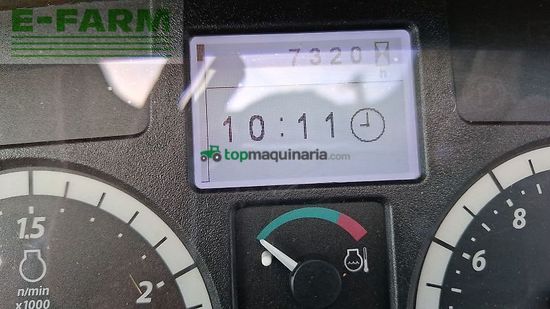 E-FARM
7320
h
10:11
topmaquinaria.com
1.5
n/min
x1000
2
8
6